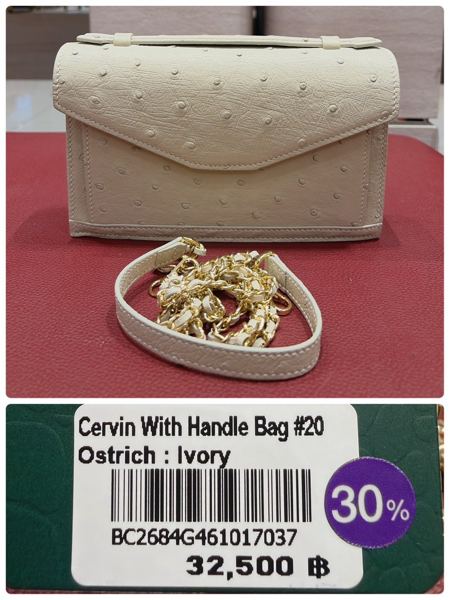 Cervin With Handle Bag #20
Ostrich : Ivory
30%
BC2684G461017037
32,500 ฿